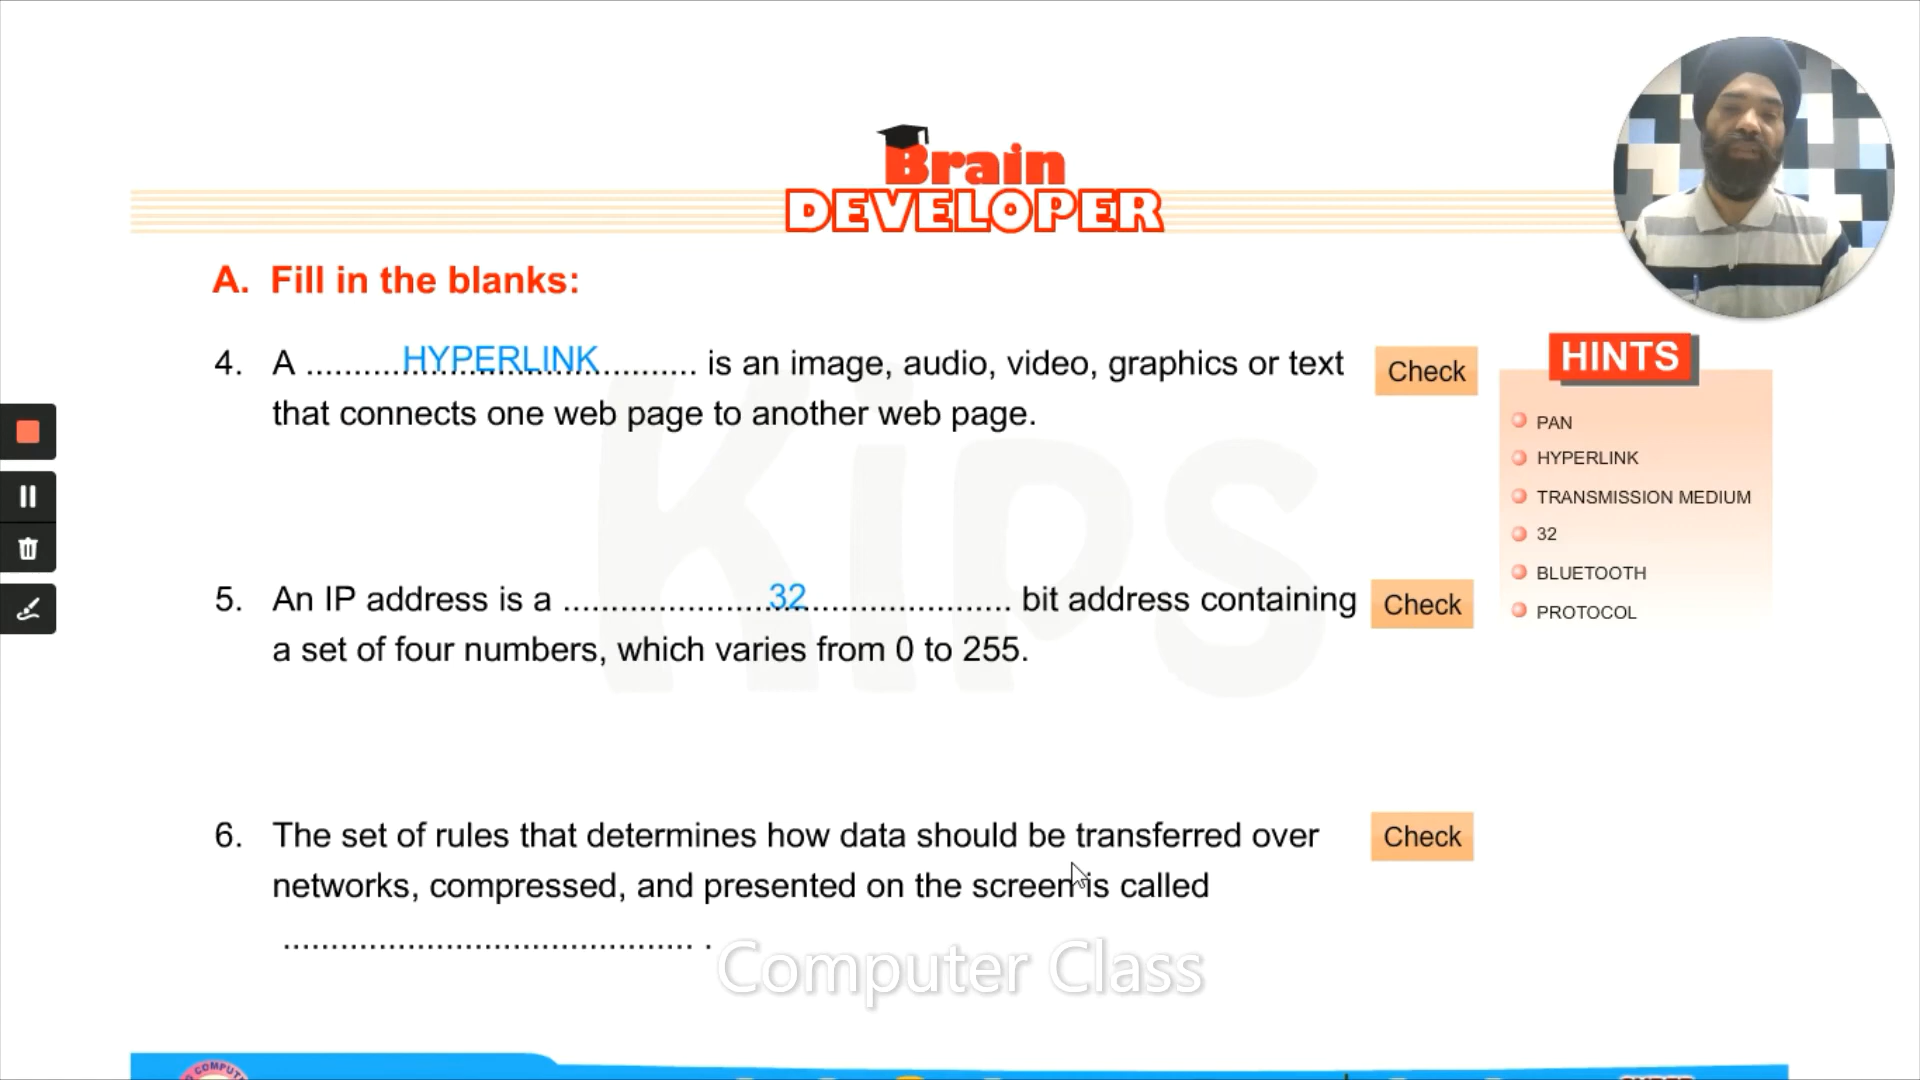 Brain
DEVELOPER
A. Fill in the blanks:
4. A ..........HYPERLINK.......... is an image, audio, video, graphics or text
that connects one web page to another web page.
Check
5. An IP address is a ....................32.................... bit address containing
a set of four numbers, which varies from 0 to 255.
Check
6. The set of rules that determines how data should be transferred over
networks, compressed, and presented on the screen is called
........................................... .
Check
HINTS
PAN
HYPERLINK
TRANSMISSION MEDIUM
32
BLUETOOTH
PROTOCOL
Kips
Computer Class